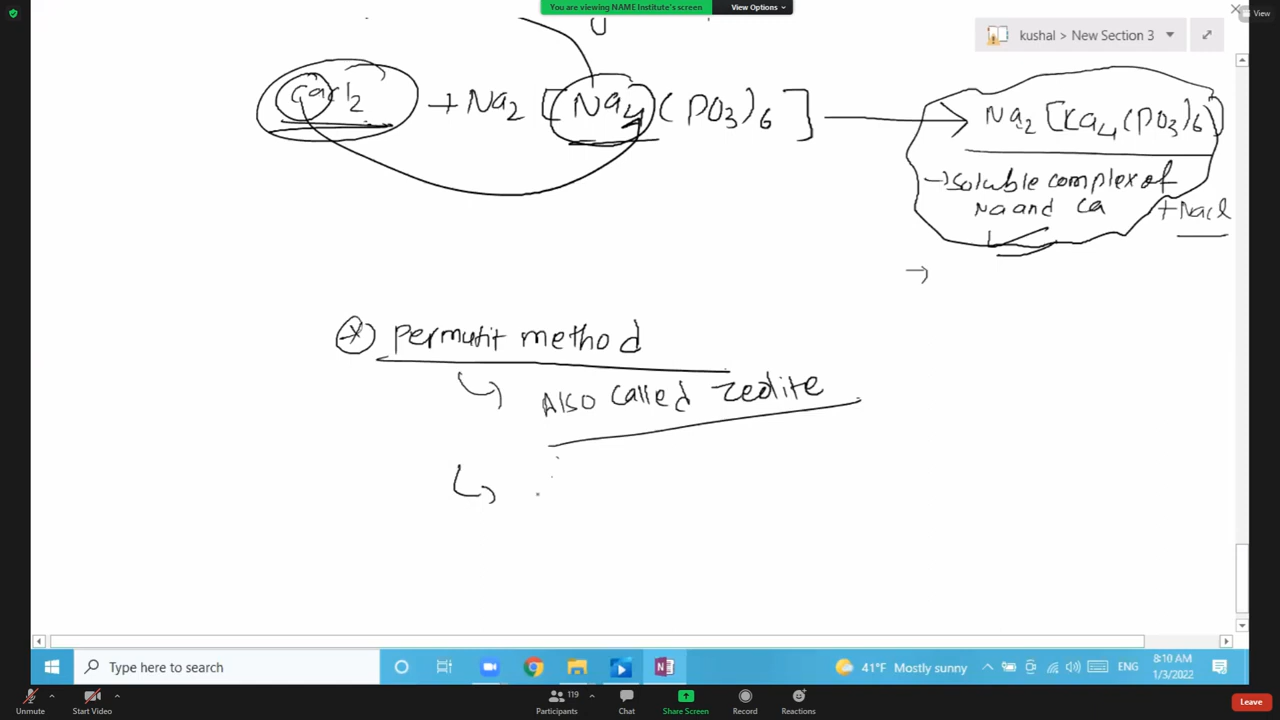 You are viewing NAME Institute's screen
View Options
View
kushal > New Section 3
CaCl2 + Na2 [Na4 (PO3)6] → Na2 [Ca4 (PO3)6]
→ soluble complex of
Na and Ca
+ NaCl
→
* Permutit method
Also called zeolite
Type here to search
41°F Mostly sunny
ENG
8:10 AM
1/3/2022
Unmute
Start Video
119
Participants
Chat
Share Screen
Record
Reactions
Leave